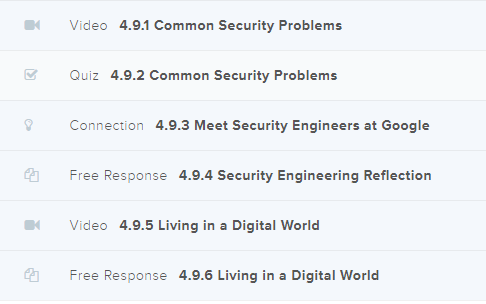 Video 4.9.1 Common Security Problems
Quiz 4.9.2 Common Security Problems
Connection 4.9.3 Meet Security Engineers at Google
Free Response 4.9.4 Security Engineering Reflection
Video 4.9.5 Living in a Digital World
Free Response 4.9.6 Living in a Digital World